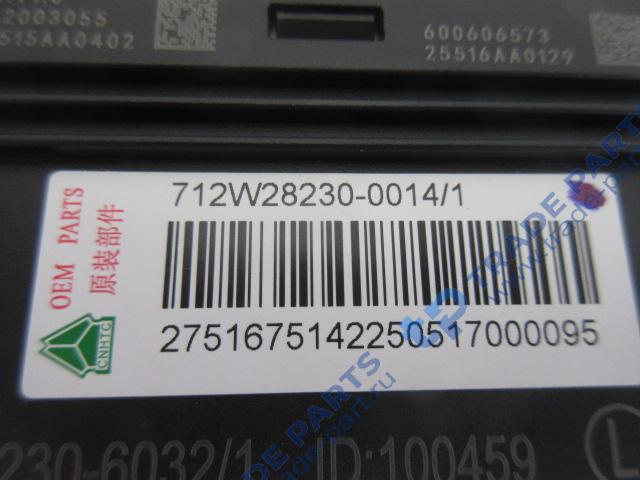 2003055
515AA0402
600606573
25516AA0129
712W28230-0014/1
OEM PARTS
原装部件
CNHTC
27516751422505170000095
230-6032/1 ID:100459
L
TRADE PARTS